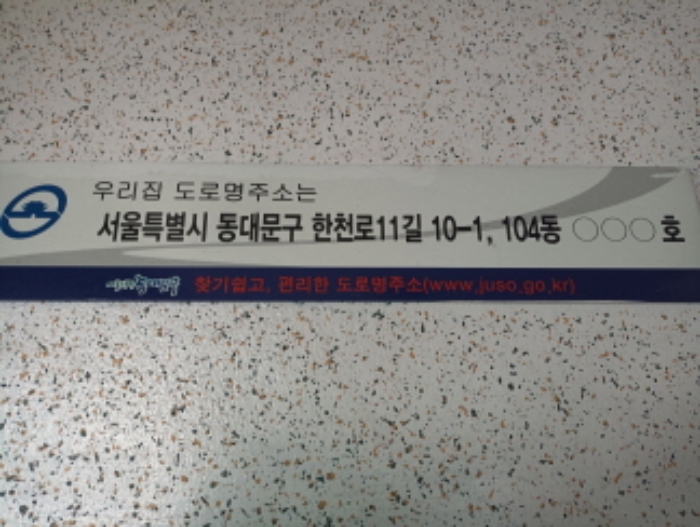 우리집 도로명주소는
서울특별시 동대문구 한천로11길 10-1, 104동 ○○○호
찾기쉽고, 편리한 도로명주소(www.juso.go.kr)